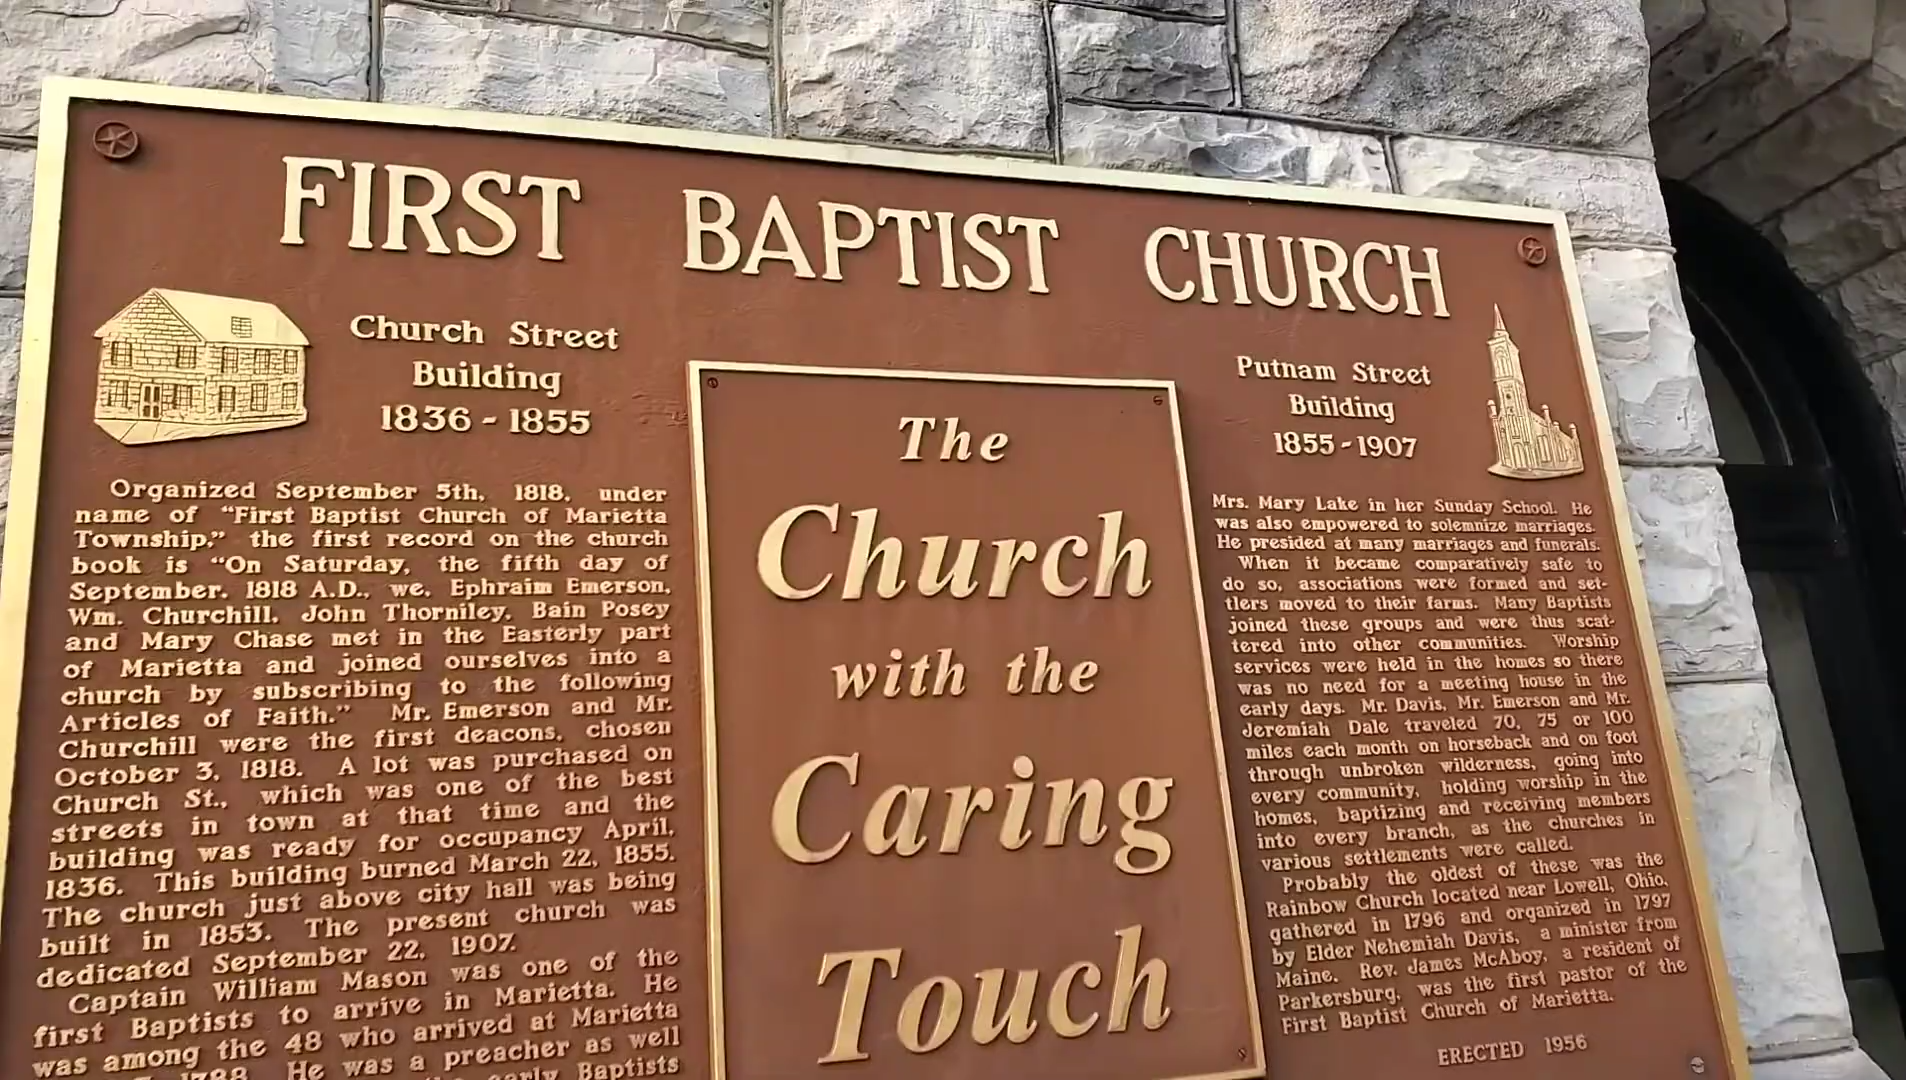 FIRST BAPTIST CHURCH
Church Street
Building
1836 - 1855
Organized September 5th, 1818, under
name of "First Baptist Church of Marietta
Township," the first record on the church
book is "On Saturday, the fifth day of
September, 1818 A.D., we, Ephraim Emerson,
Wm. Churchill, John Thorniley, Bain Posey
and Mary Chase met in the Easterly part
of Marietta and joined ourselves into a
church by subscribing to the following
Articles of Faith." Mr. Emerson and Mr.
Churchill were the first deacons, chosen
October 3, 1818. A lot was purchased on
Church St., which was one of the best
streets in town at that time and the
building was ready for occupancy April,
1836. This building burned March 22, 1855.
The church just above city hall was being
built in 1853. The present church was
dedicated September 22, 1907.
Captain William Mason was one of the
first Baptists to arrive in Marietta. He
was among the 48 who arrived at Marietta
1788. He was a preacher as well
early Baptists
The
Church
with the
Caring
Touch
Putnam Street
Building
1855 - 1907
Mrs. Mary Lake in her Sunday School. He
was also empowered to solemnize marriages.
He presided at many marriages and funerals.
When it became comparatively safe to
do so, associations were formed and set-
tlers moved to their farms. Many Baptists
joined these groups and were thus scat-
tered into other communities. Worship
services were held in the homes so there
was no need for a meeting house in the
early days. Mr. Davis, Mr. Emerson and Mr.
Jeremiah Dale traveled 70, 75 or 100
miles each month on horseback and on foot
through unbroken wilderness, going into
every community, holding worship in the
homes, baptizing and receiving members
into every branch, as the churches in
various settlements were called.
Probably the oldest of these was the
Rainbow Church located near Lowell, Ohio,
gathered in 1796 and organized in 1797
by Elder Nehemiah Davis, a minister from
Maine. Rev. James McAboy, a resident of
Parkersburg, was the first pastor of the
First Baptist Church of Marietta.
ERECTED 1956